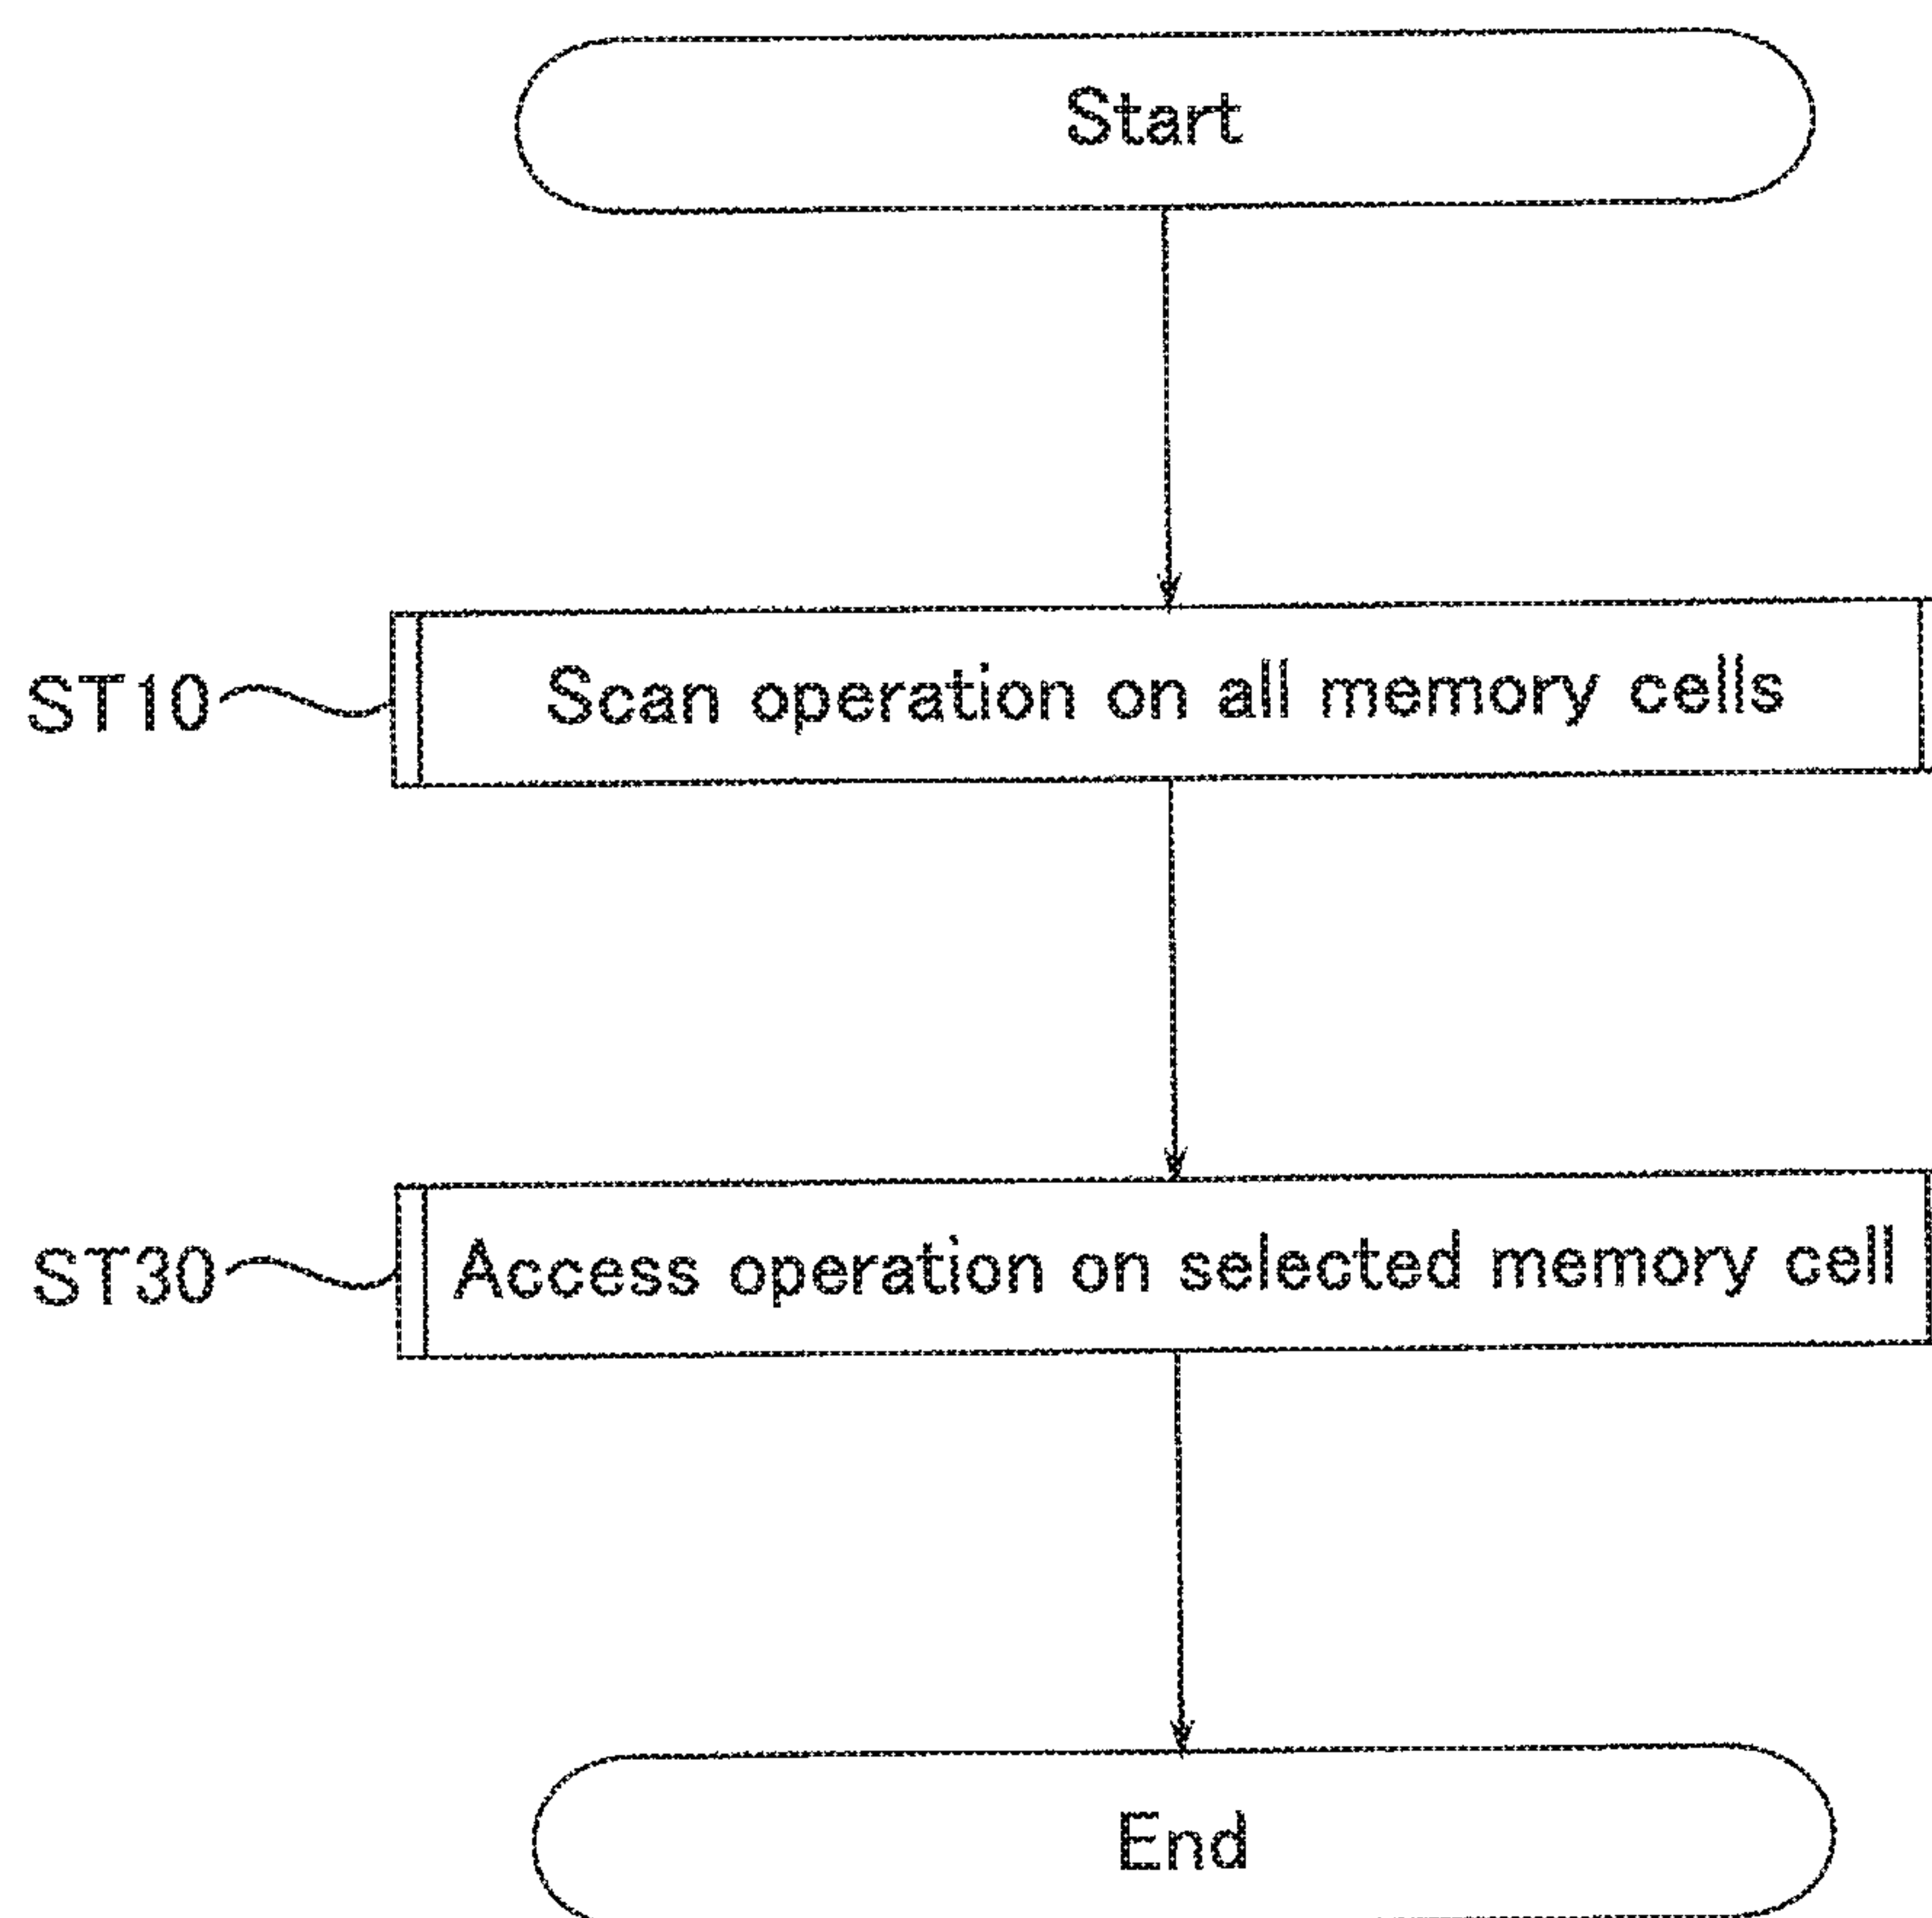 Start
ST10
Scan operation on all memory cells
ST30
Access operation on selected memory cell
End